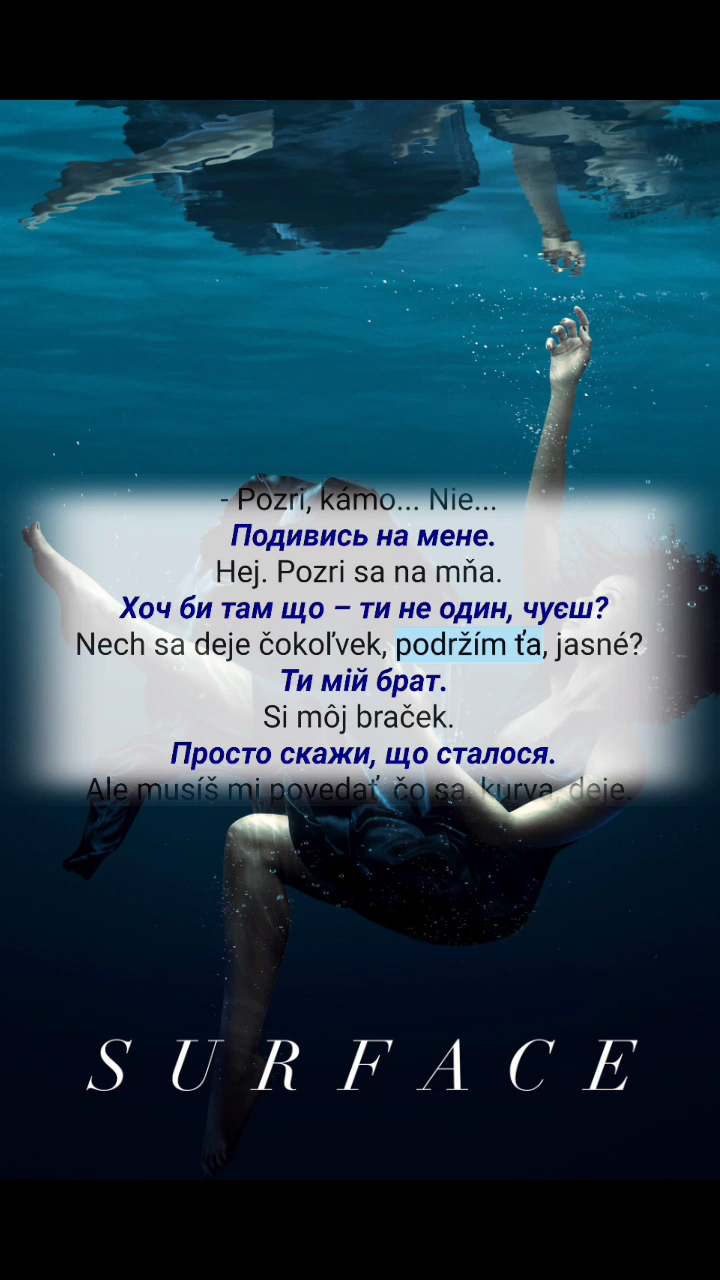 - Pozri, kámo... Nie...
Подивись на мене.
Hej. Pozri sa na mňa.
Хоч би там що – ти не один, чуєш?
Nech sa deje čokoľvek, podržím ťa, jasné?
Ти мій брат.
Si môj braček.
Просто скажи, що сталося.
Ale musíš mi povedať, čo sa, kurva, deje.
SURFACE